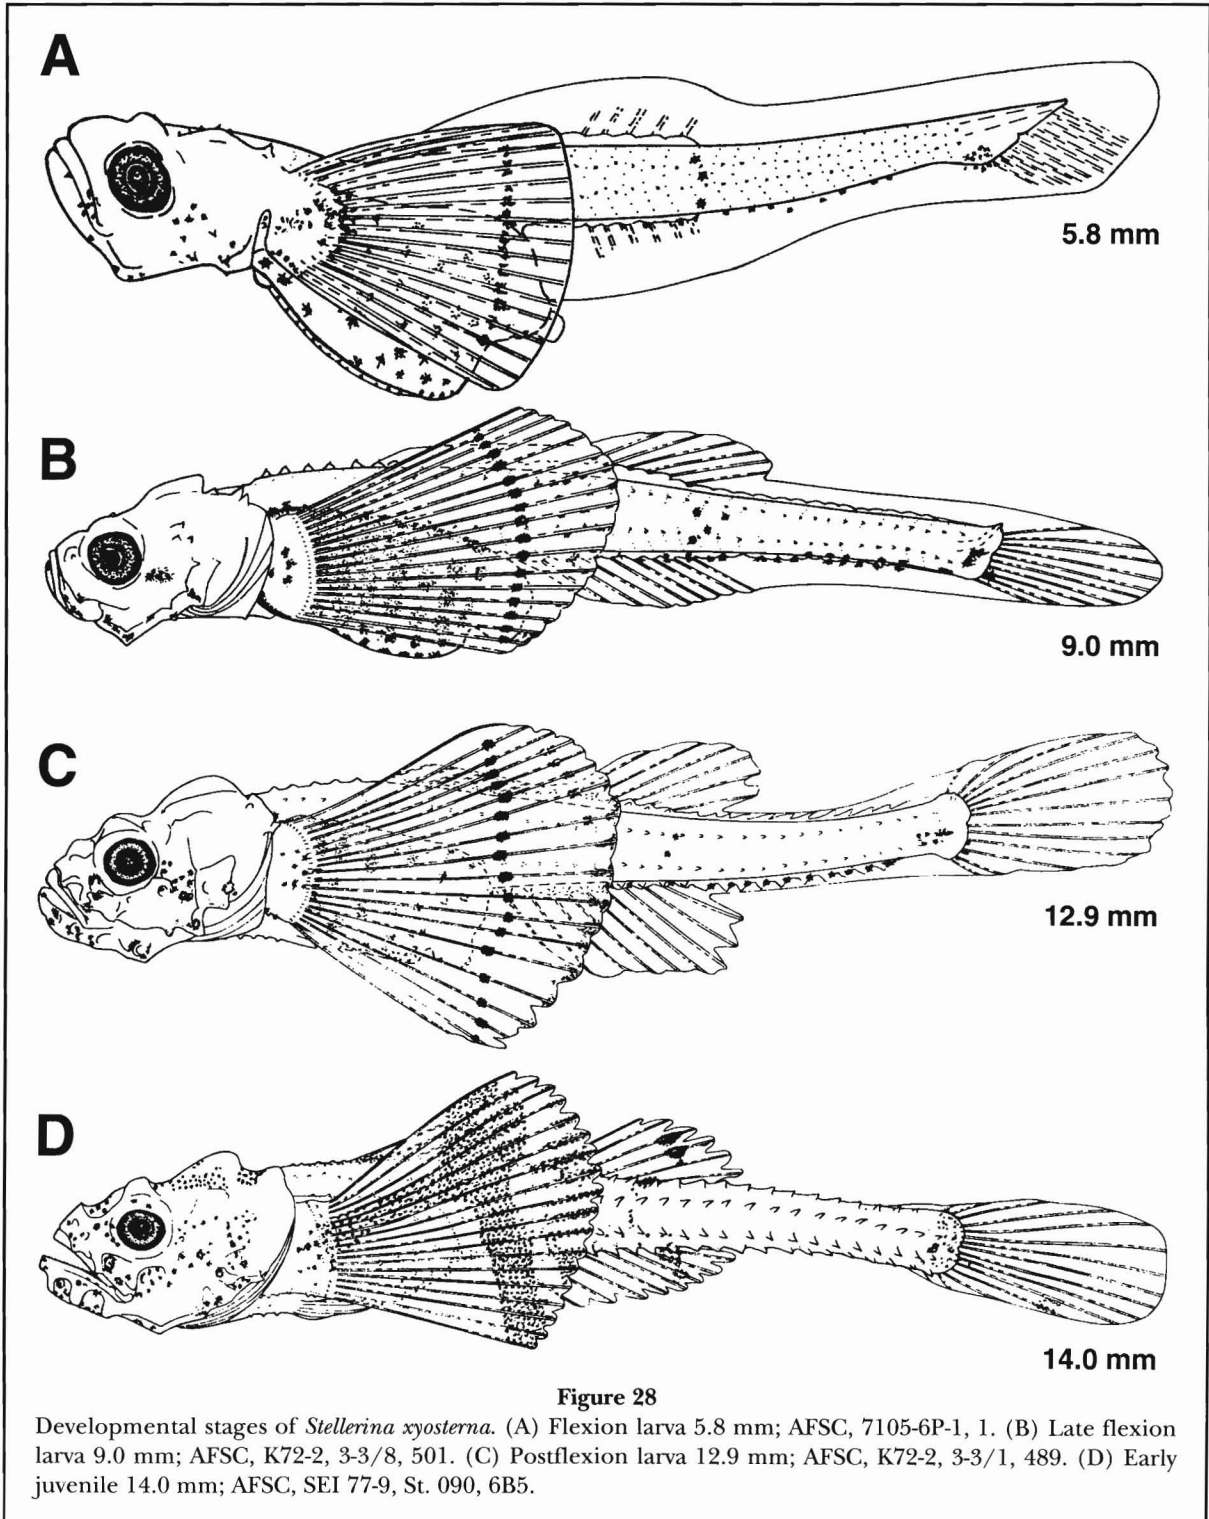 A
5.8 mm
B
9.0 mm
C
12.9 mm
D
14.0 mm
Figure 28
Developmental stages of Stellerina xyosterna. (A) Flexion larva 5.8 mm; AFSC, 7105-6P-1, 1. (B) Late flexion
larva 9.0 mm; AFSC, K72-2, 3-3/8, 501. (C) Postflexion larva 12.9 mm; AFSC, K72-2, 3-3/1, 489. (D) Early
juvenile 14.0 mm; AFSC, SEI 77-9, St. 090, 6B5.